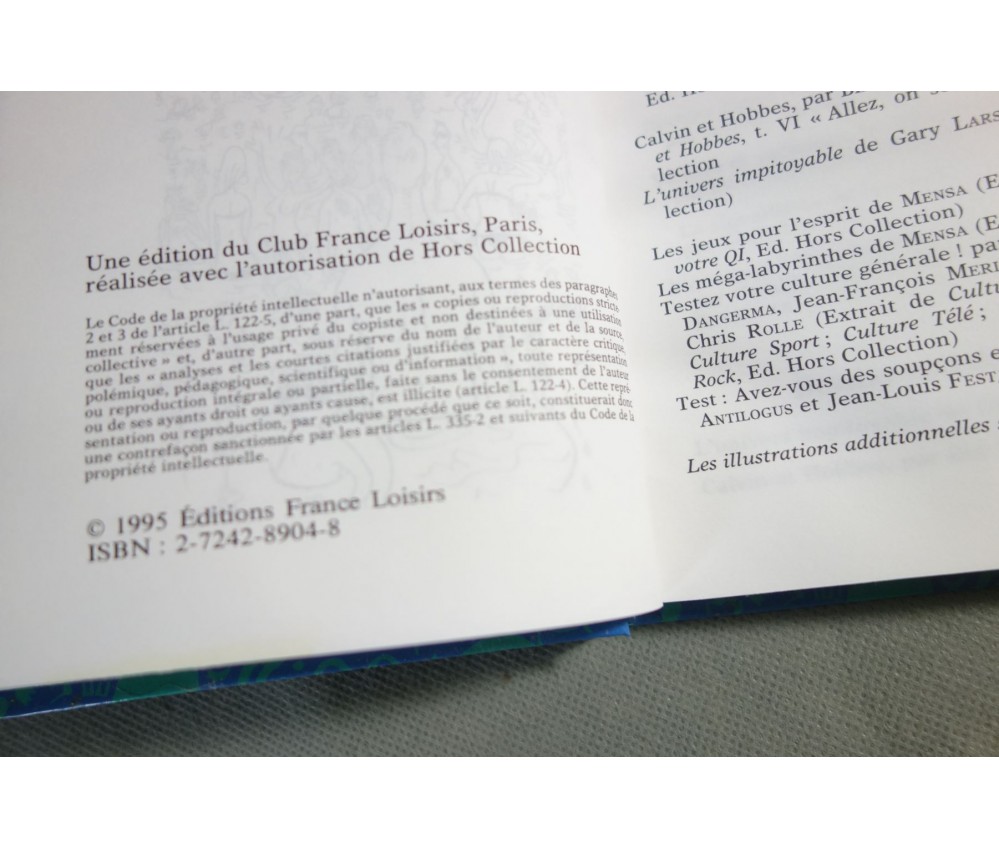 Une édition du Club France Loisirs, Paris,
réalisée avec l'autorisation de Hors Collection
Le Code de la propriété intellectuelle n'autorisant, aux termes des paragraphes
2 et 3 de l'article L. 122-5, d'une part, que les « copies ou reproductions stricte
ment réservées à l'usage privé du copiste et non destinées à une utilisation
collective » et, d'autre part, sous réserve du nom de l'auteur et de la source,
que les « analyses et les courtes citations justifiées par le caractère critique,
polémique, pédagogique, scientifique ou d'information », toute représentation
ou reproduction intégrale ou partielle, faite sans le consentement de l'auteur
ou de ses ayants droit ou ayants cause, est illicite (article L. 122-4). Cette repré
sentation ou reproduction, par quelque procédé que ce soit, constituerait donc
une contrefaçon sanctionnée par les articles L. 335-2 et suivants du Code de la
propriété intellectuelle.
© 1995 Éditions France Loisirs
ISBN : 2-7242-8904-8
Ed.
Calvin et Hobbes, par
et Hobbes, t. VI « Allez, on
lection
L'univers impitoyable de Gary LARS
lection)
Les jeux pour l'esprit de MENSA (E
votre QI, Ed. Hors Collection)
Les méga-labyrinthes de MENSA (E
Testez votre culture générale ! par
DANGERMA, Jean-François MERL
Chris ROLLE (Extrait de Cultu
Culture Sport ; Culture Télé ;
Rock, Ed. Hors Collection)
Test : Avez-vous des soupçons e
ANTILOGUS et Jean-Louis FEST
Les illustrations additionnelles